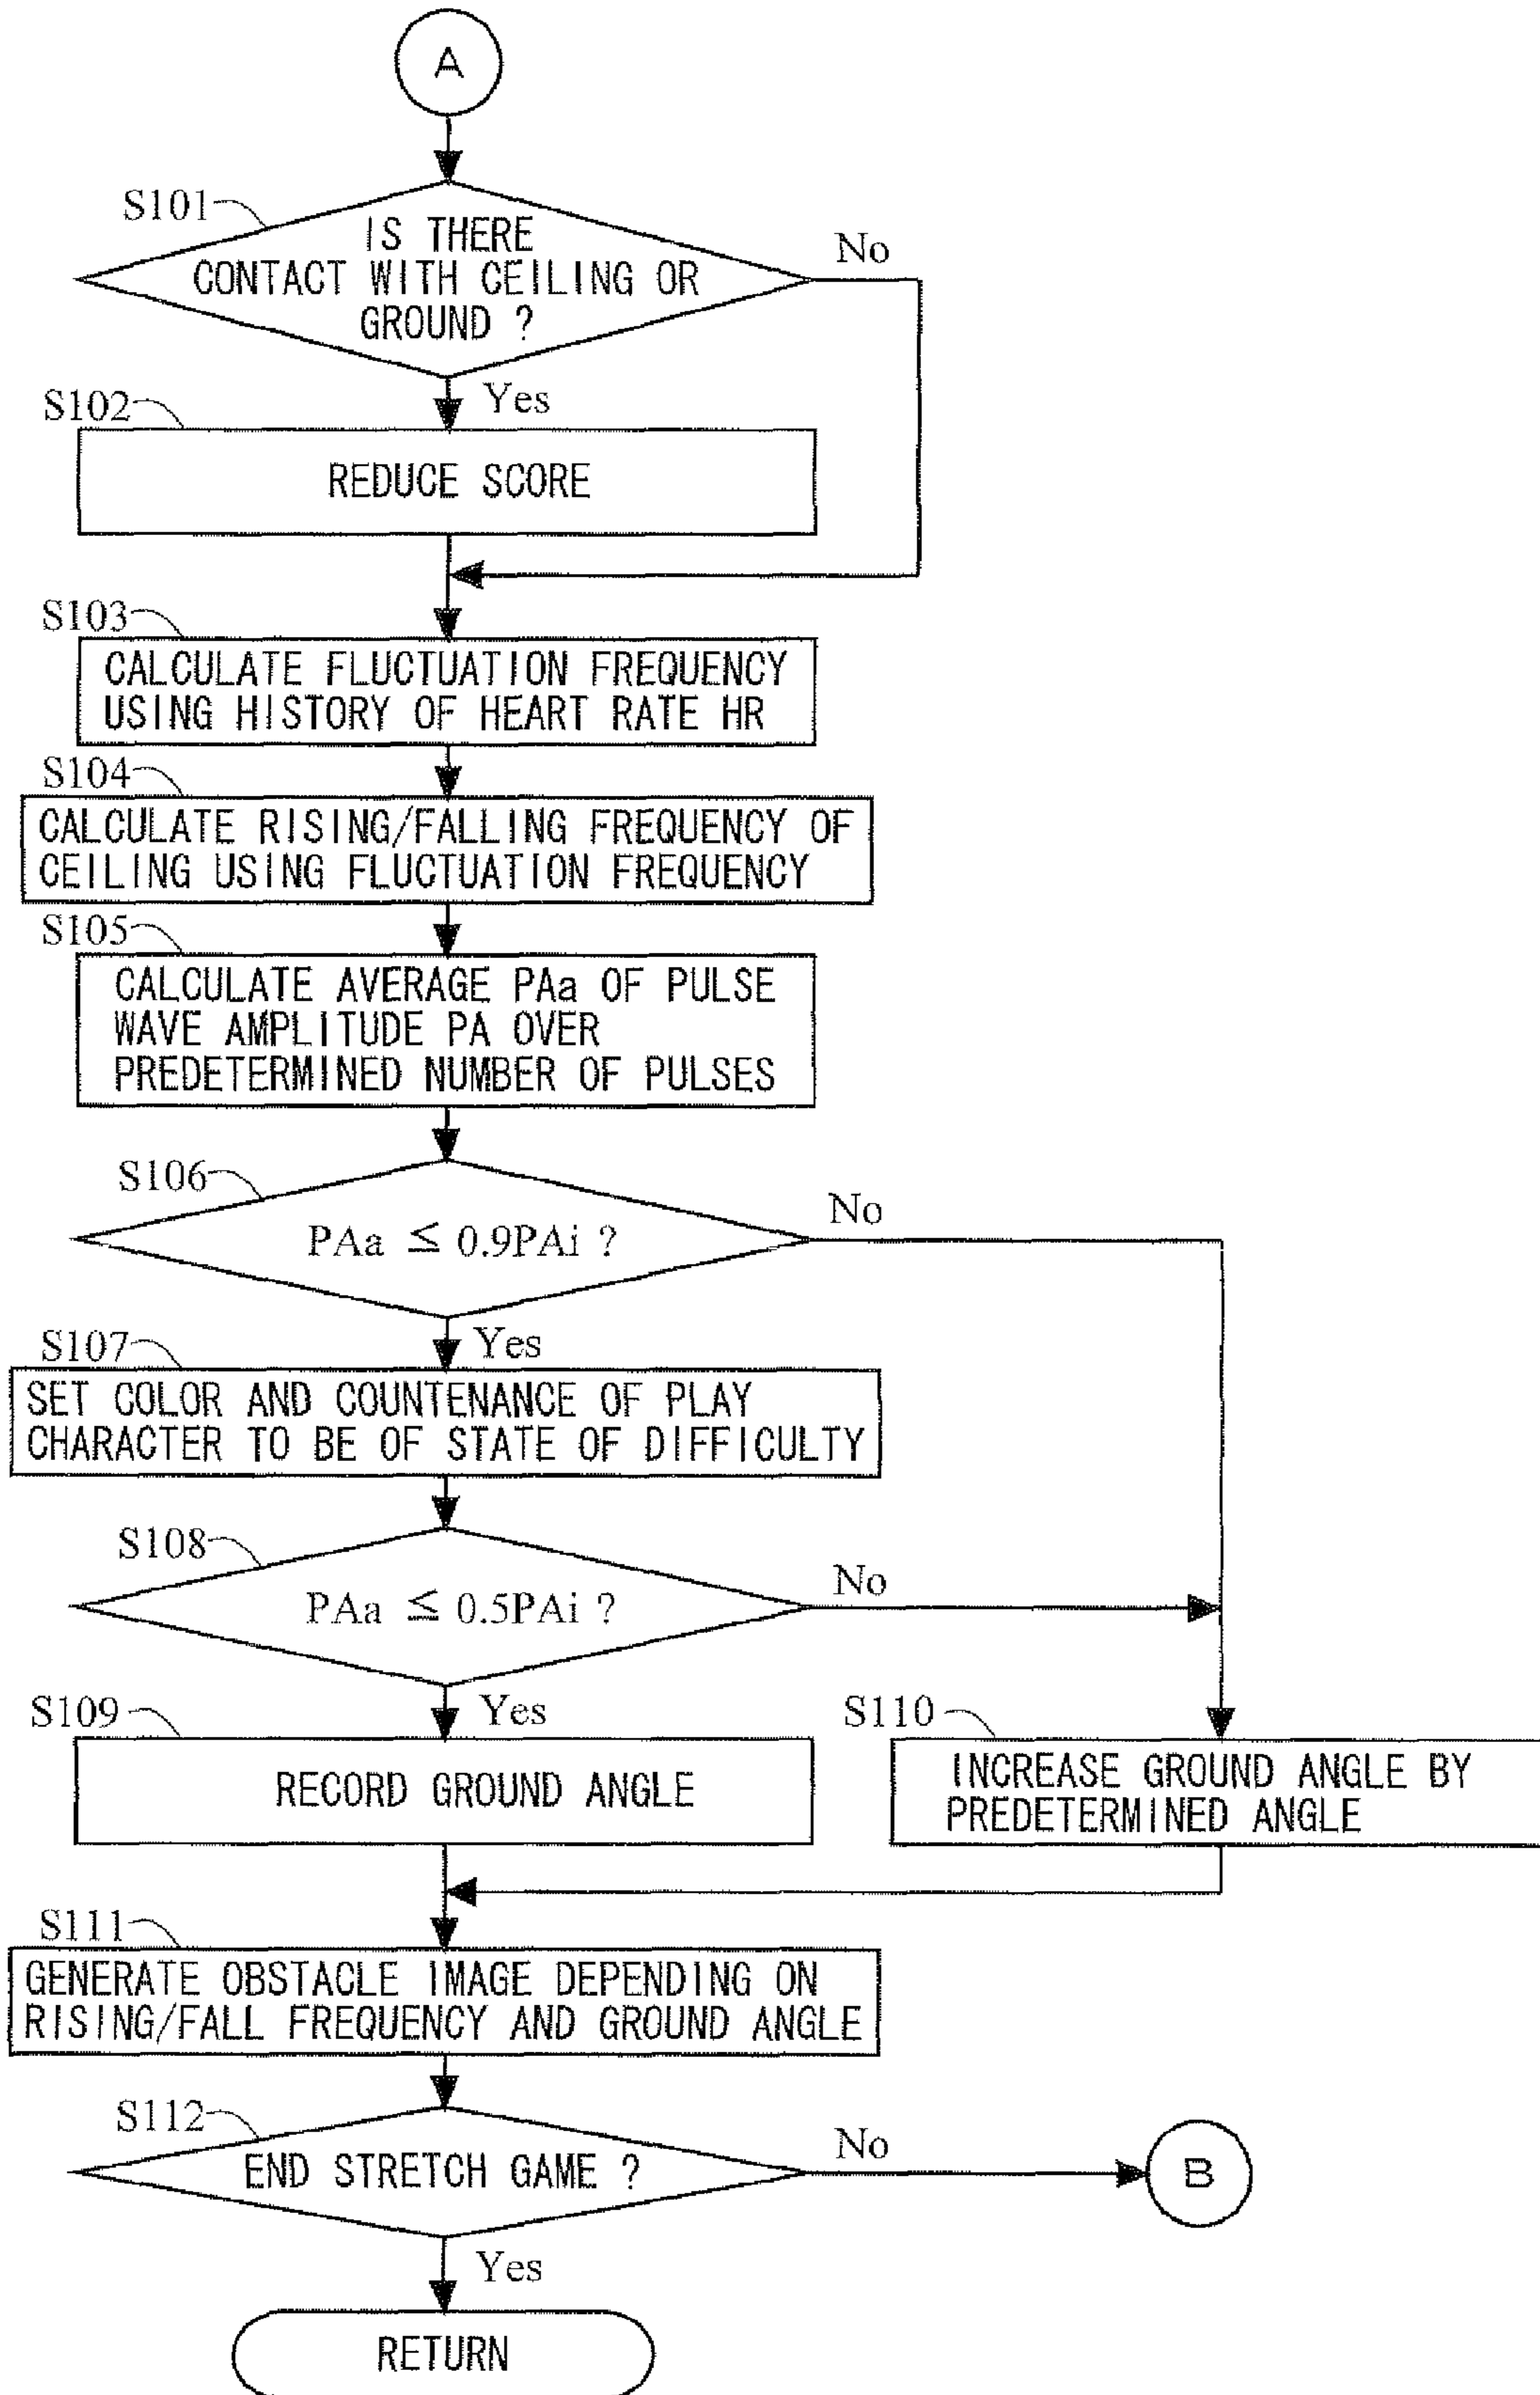 A
S101
IS THERE
CONTACT WITH CEILING OR
GROUND ?
No
Yes
S102
REDUCE SCORE
S103
CALCULATE FLUCTUATION FREQUENCY
USING HISTORY OF HEART RATE HR
S104
CALCULATE RISING/FALLING FREQUENCY OF
CEILING USING FLUCTUATION FREQUENCY
S105
CALCULATE AVERAGE PAa OF PULSE
WAVE AMPLITUDE PA OVER
PREDETERMINED NUMBER OF PULSES
S106
PAa ≦ 0.9PAi ?
No
Yes
S107
SET COLOR AND COUNTENANCE OF PLAY
CHARACTER TO BE OF STATE OF DIFFICULTY
S108
PAa ≦ 0.5PAi ?
No
Yes
S109
RECORD GROUND ANGLE
S110
INCREASE GROUND ANGLE BY
PREDETERMINED ANGLE
S111
GENERATE OBSTACLE IMAGE DEPENDING ON
RISING/FALL FREQUENCY AND GROUND ANGLE
S112
END STRETCH GAME ?
No
B
Yes
RETURN